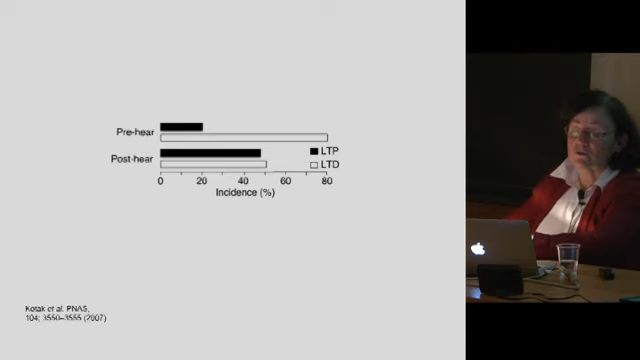 Pre-hear
Post-hear
LTP
LTD
0 20 40 60 80
Incidence (%)
Kotak et al. PNAS,
104; 3550–3555 (2007)